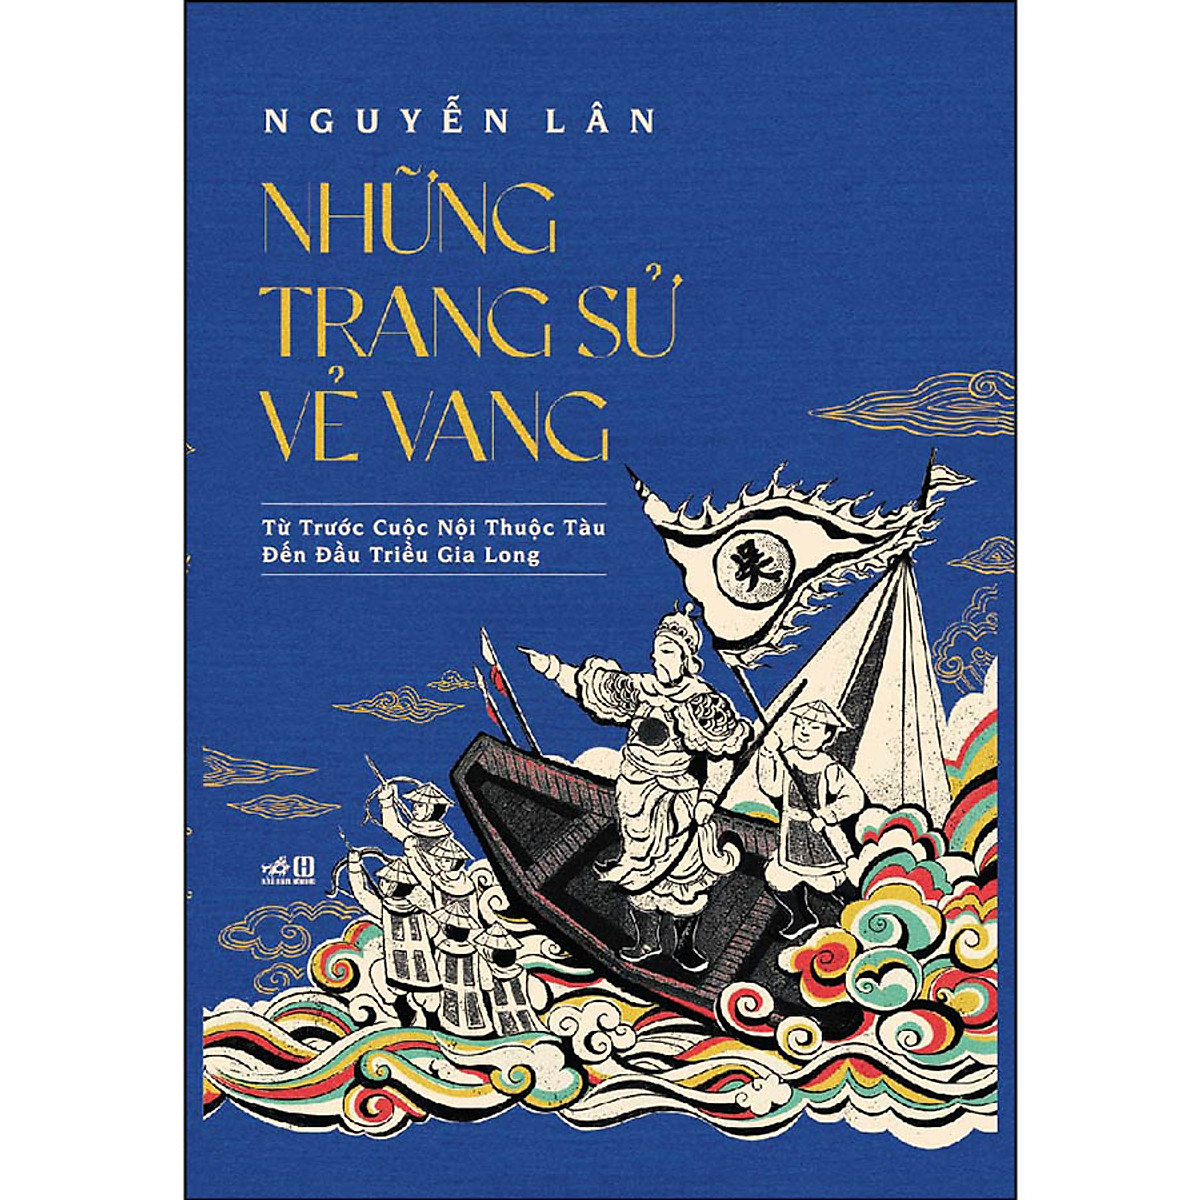 NGUYỄN LÂN
NHỮNG
TRANG SỬ
VẺ VANG
Từ Trước Cuộc Nội Thuộc Tàu
Đến Đầu Triều Gia Long